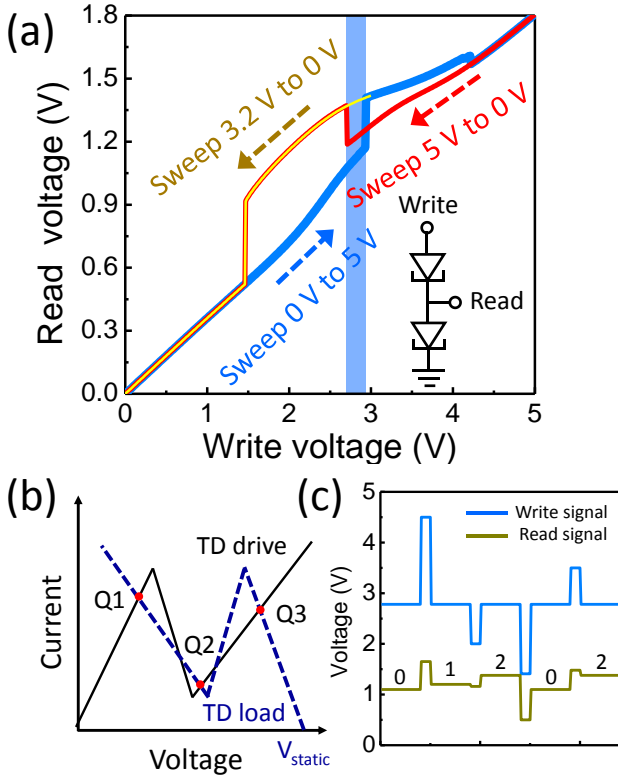 (a)
1.8
1.5
1.2
0.9
0.6
0.3
0.0
Read voltage (V)
Sweep 3.2 V to 0 V
Sweep 5 V to 0 V
Sweep 0 V to 5 V
Write
Read
0 1 2 3 4 5
Write voltage (V)
(b)
TD drive
Q1
Q2
Q3
TD load
Current
Voltage
V_static
(c)
5
4
3
2
1
0
Voltage (V)
Write signal
Read signal
0 1 2 0 2